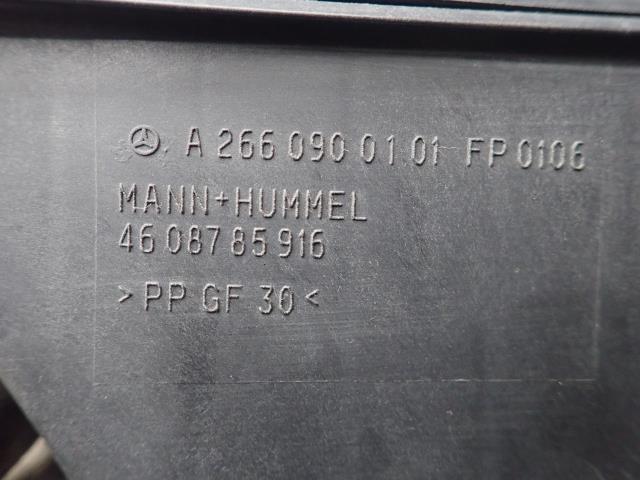 A 266 090 01 01 FP 0106
MANN+HUMMEL
46 087 85 916
>PP GF 30<